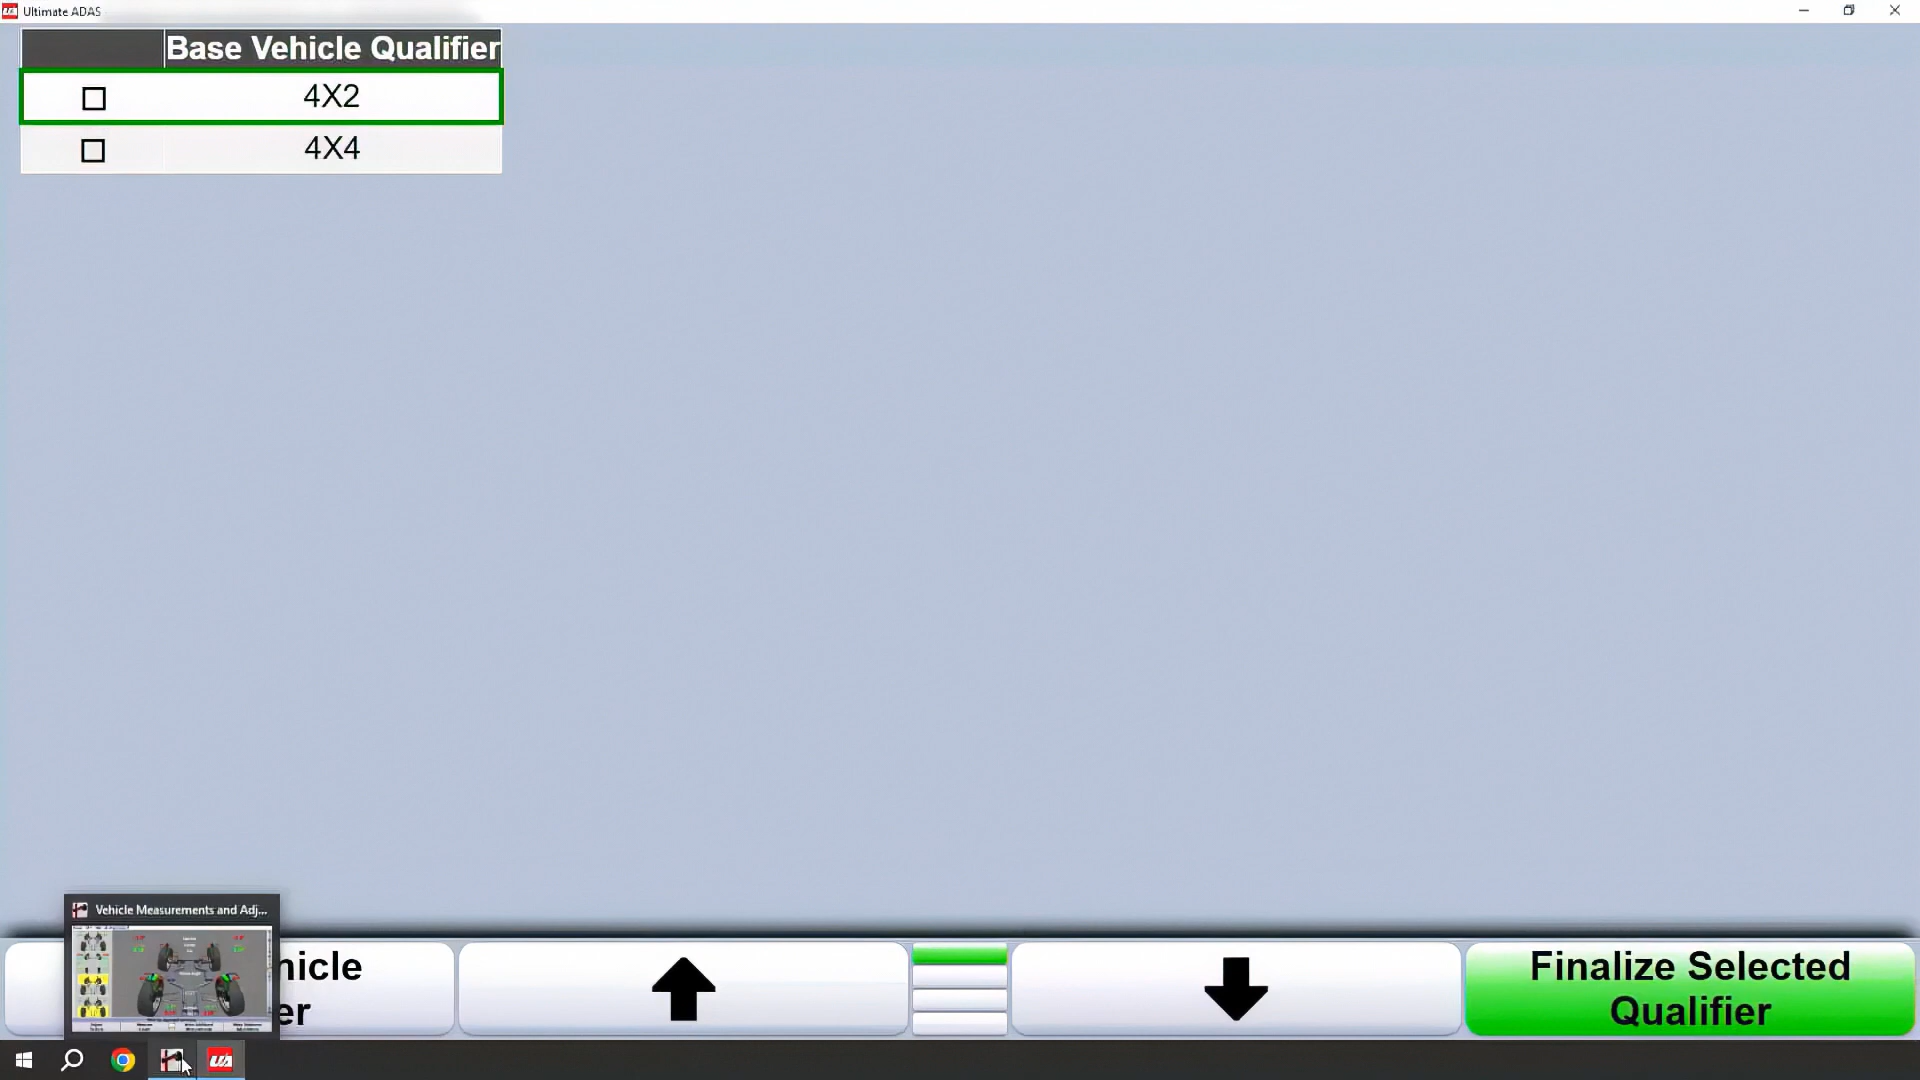 Ultimate ADAS
Base Vehicle Qualifier
4X2
4X4
Vehicle Measurements and Adj...
nicle
er
Finalize Selected
Qualifier